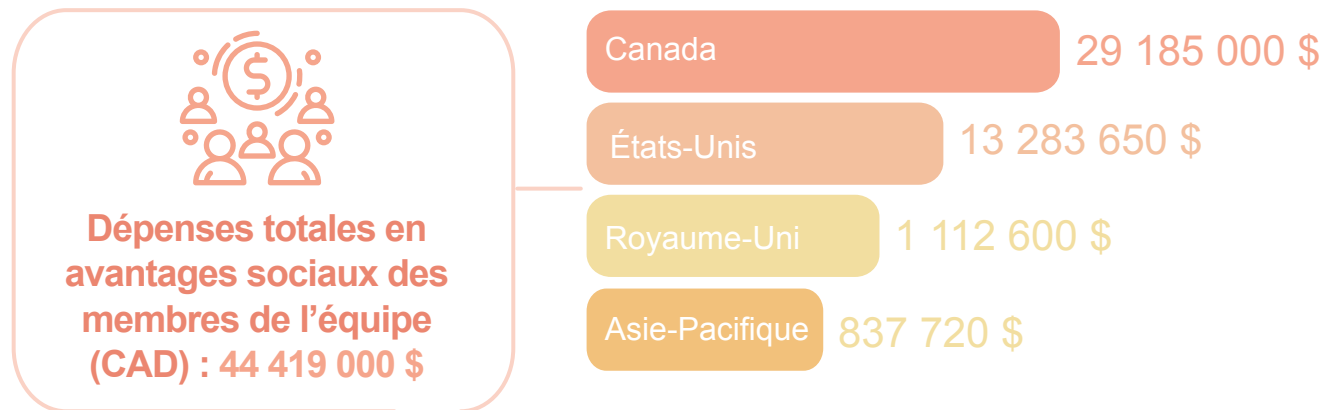 Dépenses totales en
avantages sociaux des
membres de l’équipe
(CAD) : 44 419 000 $
Canada 29 185 000 $
États-Unis 13 283 650 $
Royaume-Uni 1 112 600 $
Asie-Pacifique 837 720 $